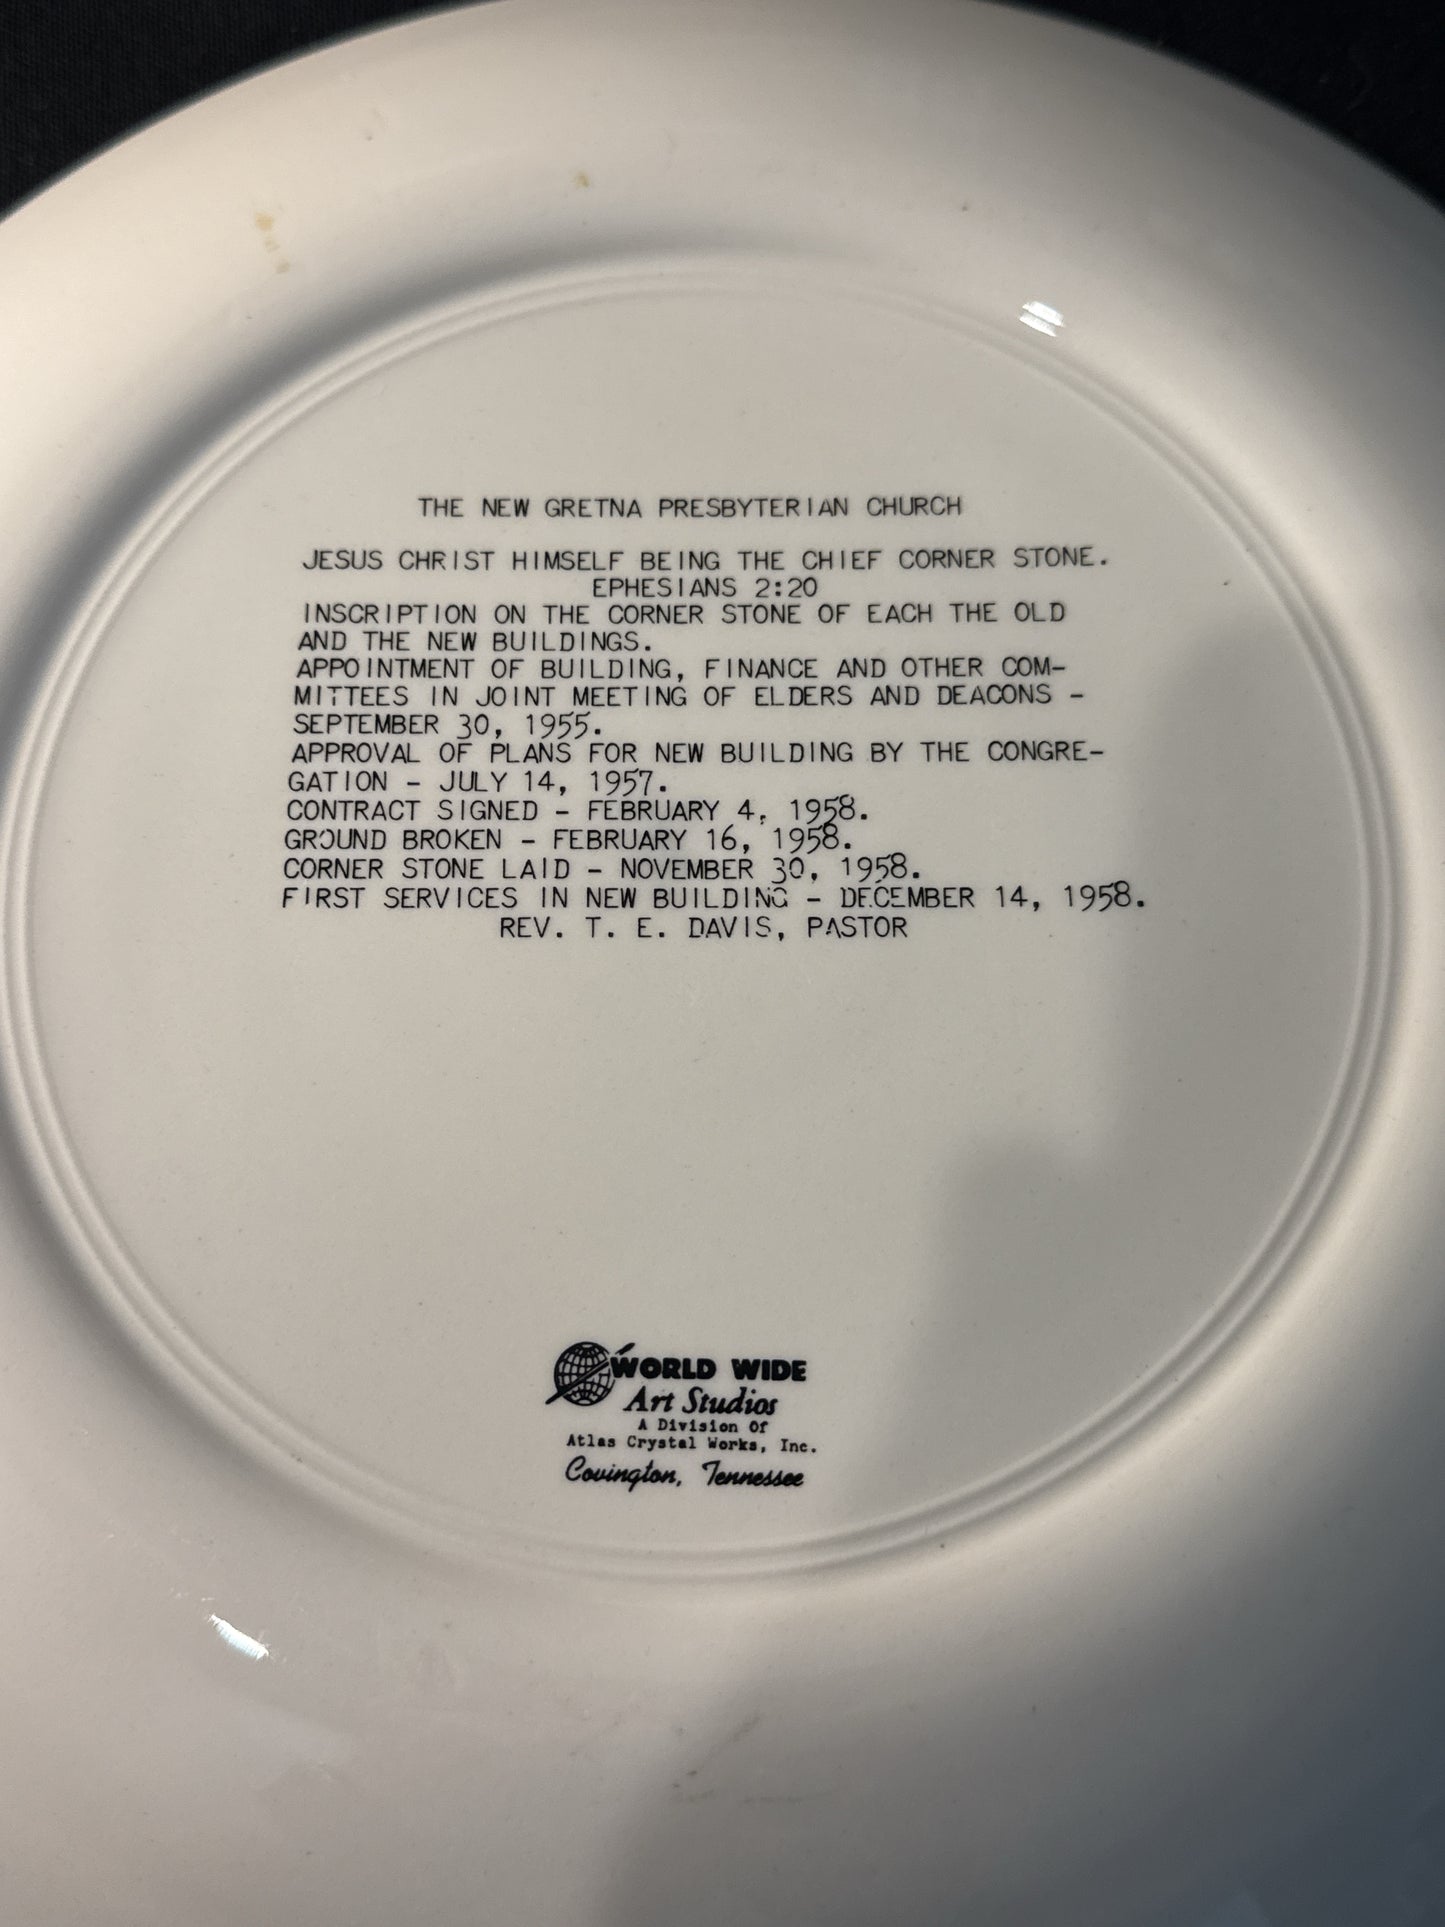 THE NEW GRETNA PRESBYTERIAN CHURCH
JESUS CHRIST HIMSELF BEING THE CHIEF CORNER STONE.
EPHESIANS 2:20
INSCRIPTION ON THE CORNER STONE OF EACH THE OLD
AND THE NEW BUILDINGS.
APPOINTMENT OF BUILDING, FINANCE AND OTHER COM-
MITTEES IN JOINT MEETING OF ELDERS AND DEACONS -
SEPTEMBER 30, 1955.
APPROVAL OF PLANS FOR NEW BUILDING BY THE CONGRE-
GATION - JULY 14, 1957.
CONTRACT SIGNED - FEBRUARY 4, 1958.
GROUND BROKEN - FEBRUARY 16, 1958.
CORNER STONE LAID - NOVEMBER 30, 1958.
FIRST SERVICES IN NEW BUILDING - DECEMBER 14, 1958.
REV. T. E. DAVIS, PASTOR
WORLD WIDE
Art Studios
A Division Of
Atlas Crystal Works, Inc.
Covington, Tennessee